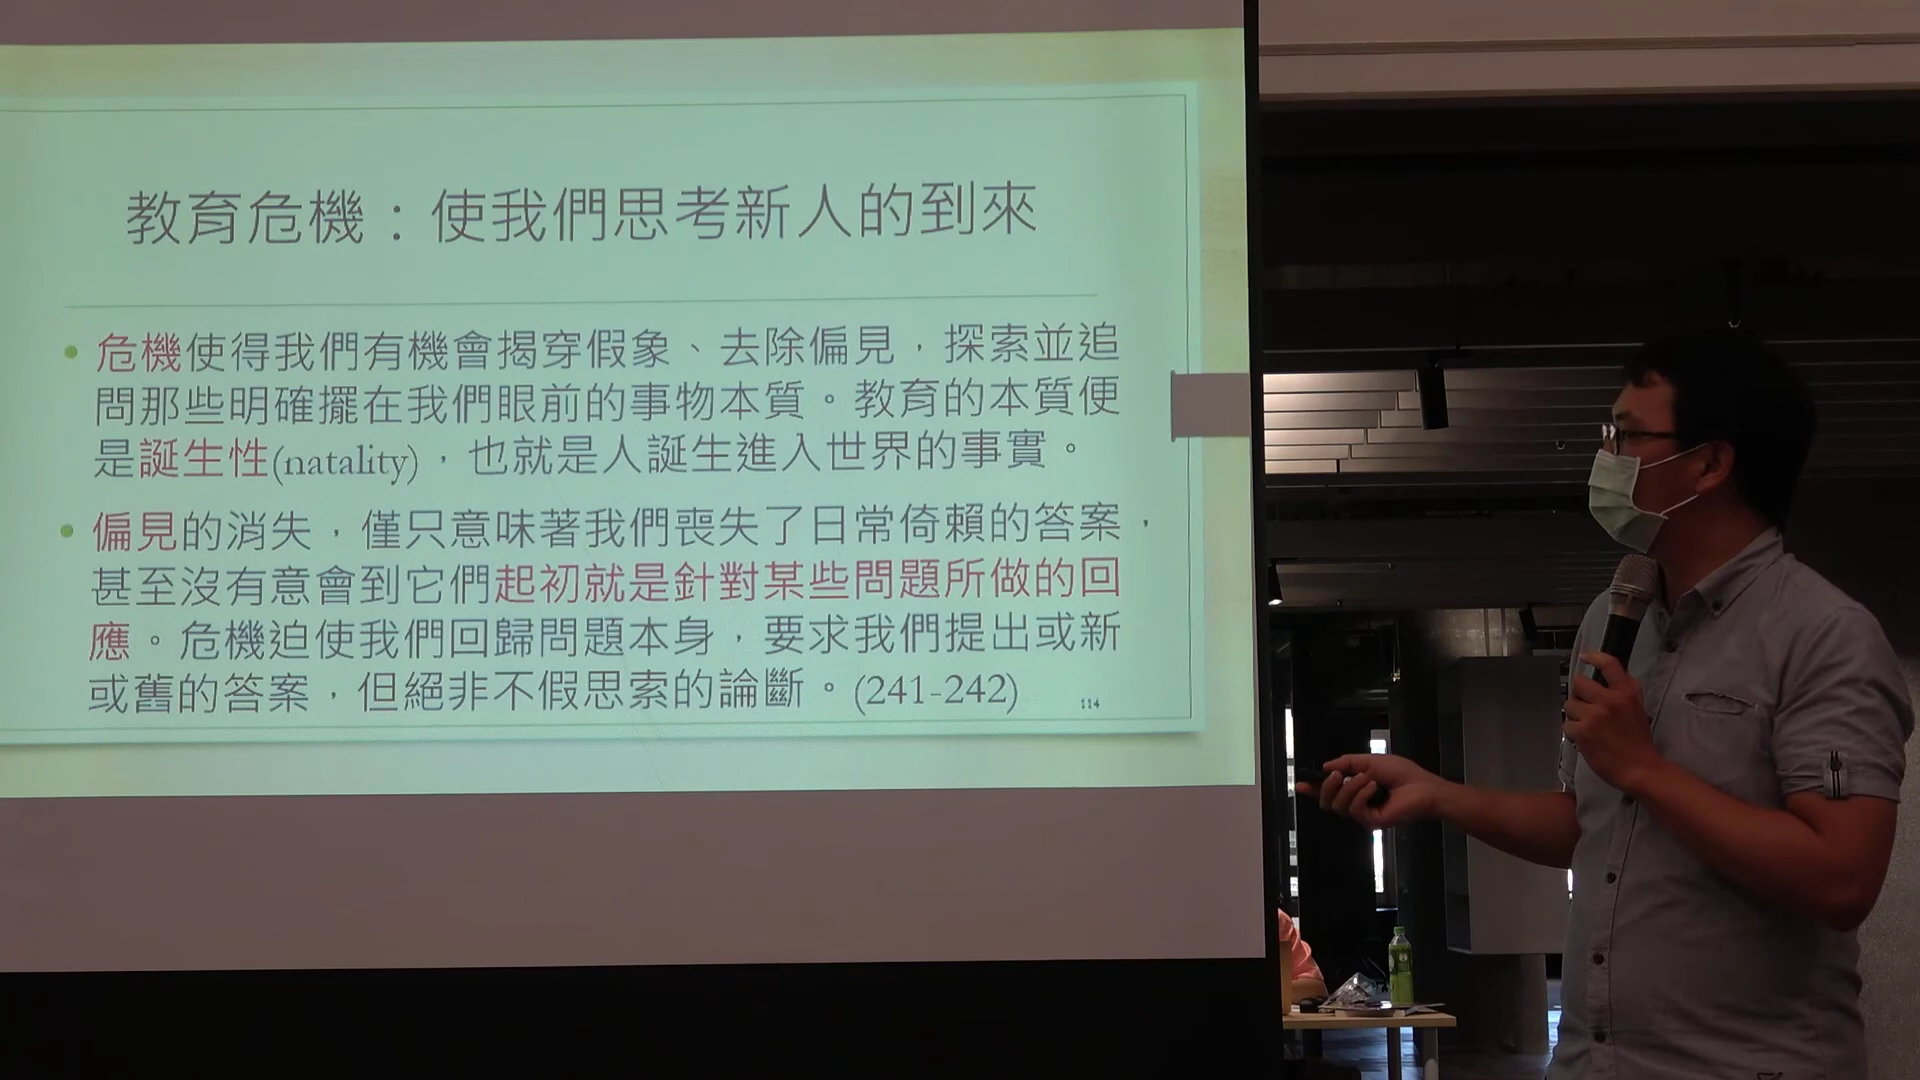 教育危機：使我們思考新人的到來
危機使得我們有機會揭穿假象、去除偏見，探索並追
問那些明確擺在我們眼前的事物本質。教育的本質便
是誕生性(natality)，也就是人誕生進入世界的事實。
偏見的消失，僅只意味著我們喪失了日常倚賴的答案，
甚至沒有意會到它們起初就是針對某些問題所做的回
應。危機迫使我們回歸問題本身，要求我們提出或新
或舊的答案，但絕非不假思索的論斷。(241-242)
114